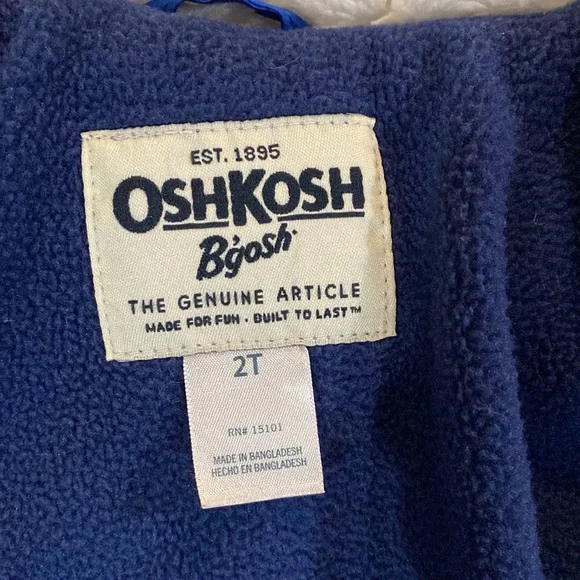 EST. 1895
OSHKOSH
B'gosh
THE GENUINE ARTICLE
MADE FOR FUN · BUILT TO LAST™
2T
RN# 15101
MADE IN BANGLADESH
HECHO EN BANGLADESH